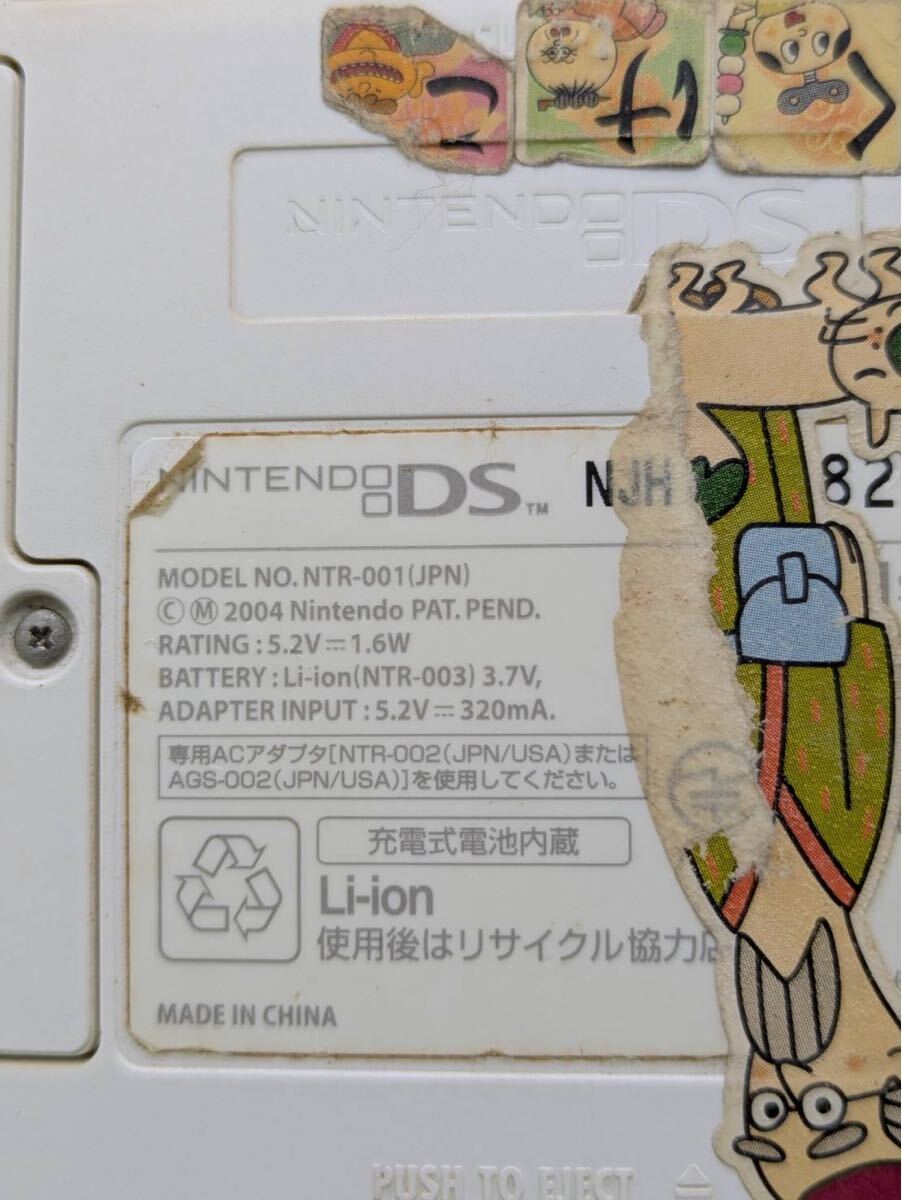 け
へ
NINTENDO DS
NINTENDO DS™ NJH 82
MODEL NO. NTR-001(JPN)
Ⓒ Ⓜ 2004 Nintendo PAT. PEND.
RATING : 5.2V⎓1.6W
BATTERY : Li-ion(NTR-003) 3.7V,
ADAPTER INPUT : 5.2V⎓320mA.
専用ACアダプタ[NTR-002(JPN/USA)または
AGS-002(JPN/USA)]を使用してください。
充電式電池内蔵
Li-ion
使用後はリサイクル協力店
MADE IN CHINA
PUSH TO EJECT